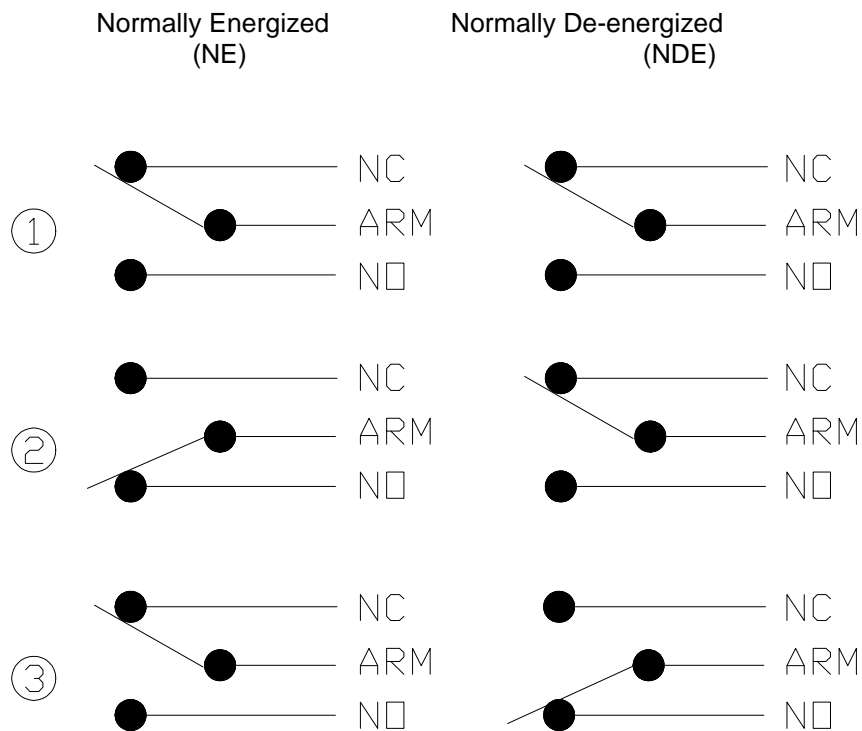 Normally Energized Normally De-energized
(NE) (NDE)
NC NC
1 ARM ARM
NO NO
NC NC
2 ARM ARM
NO NO
NC NC
3 ARM ARM
NO NO